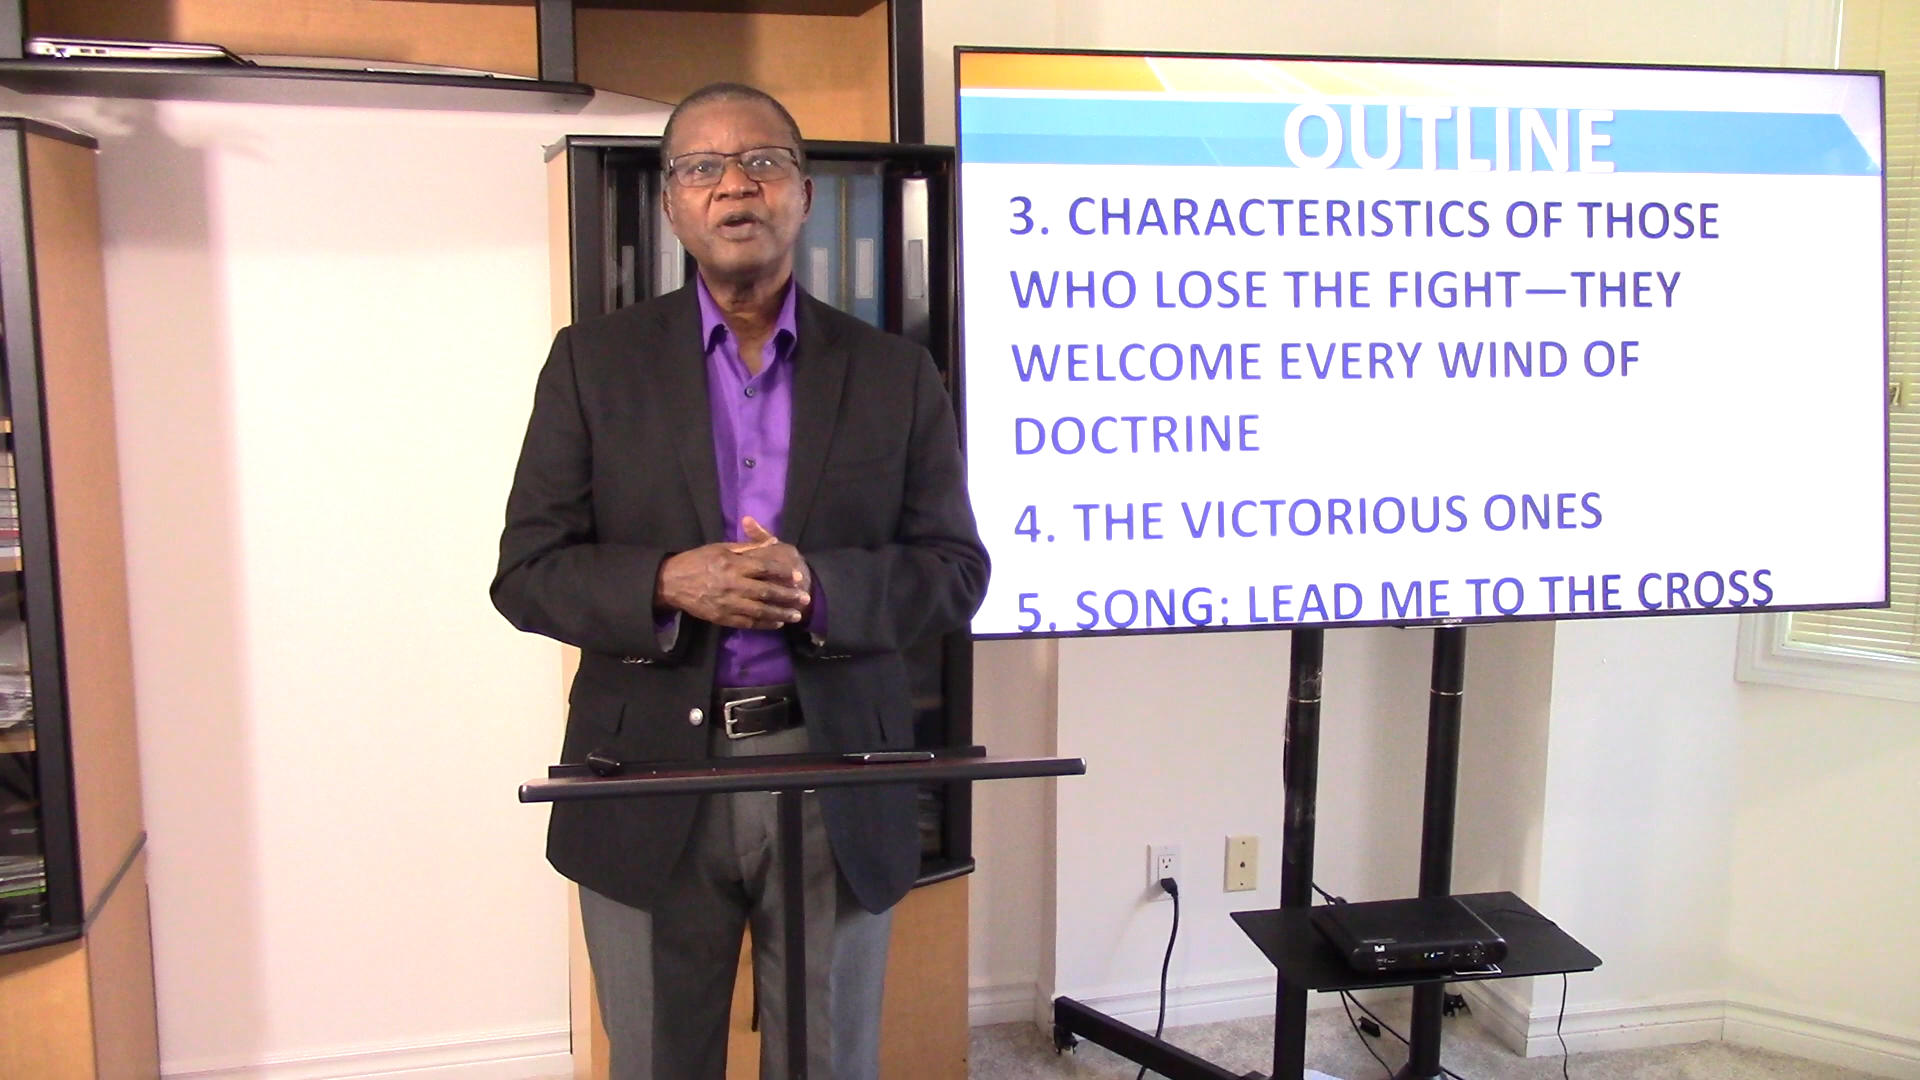 OUTLINE
3. CHARACTERISTICS OF THOSE
WHO LOSE THE FIGHT—THEY
WELCOME EVERY WIND OF
DOCTRINE
4. THE VICTORIOUS ONES
5. SONG: LEAD ME TO THE CROSS
SONY